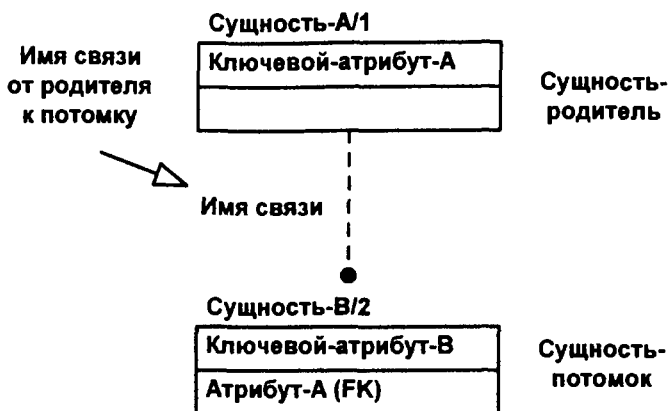 Сущность-А/1
Имя связи
от родителя
к потомку
Ключевой-атрибут-А
Сущность-
родитель
Имя связи
Сущность-В/2
Ключевой-атрибут-В
Атрибут-А (FK)
Сущность-
потомок